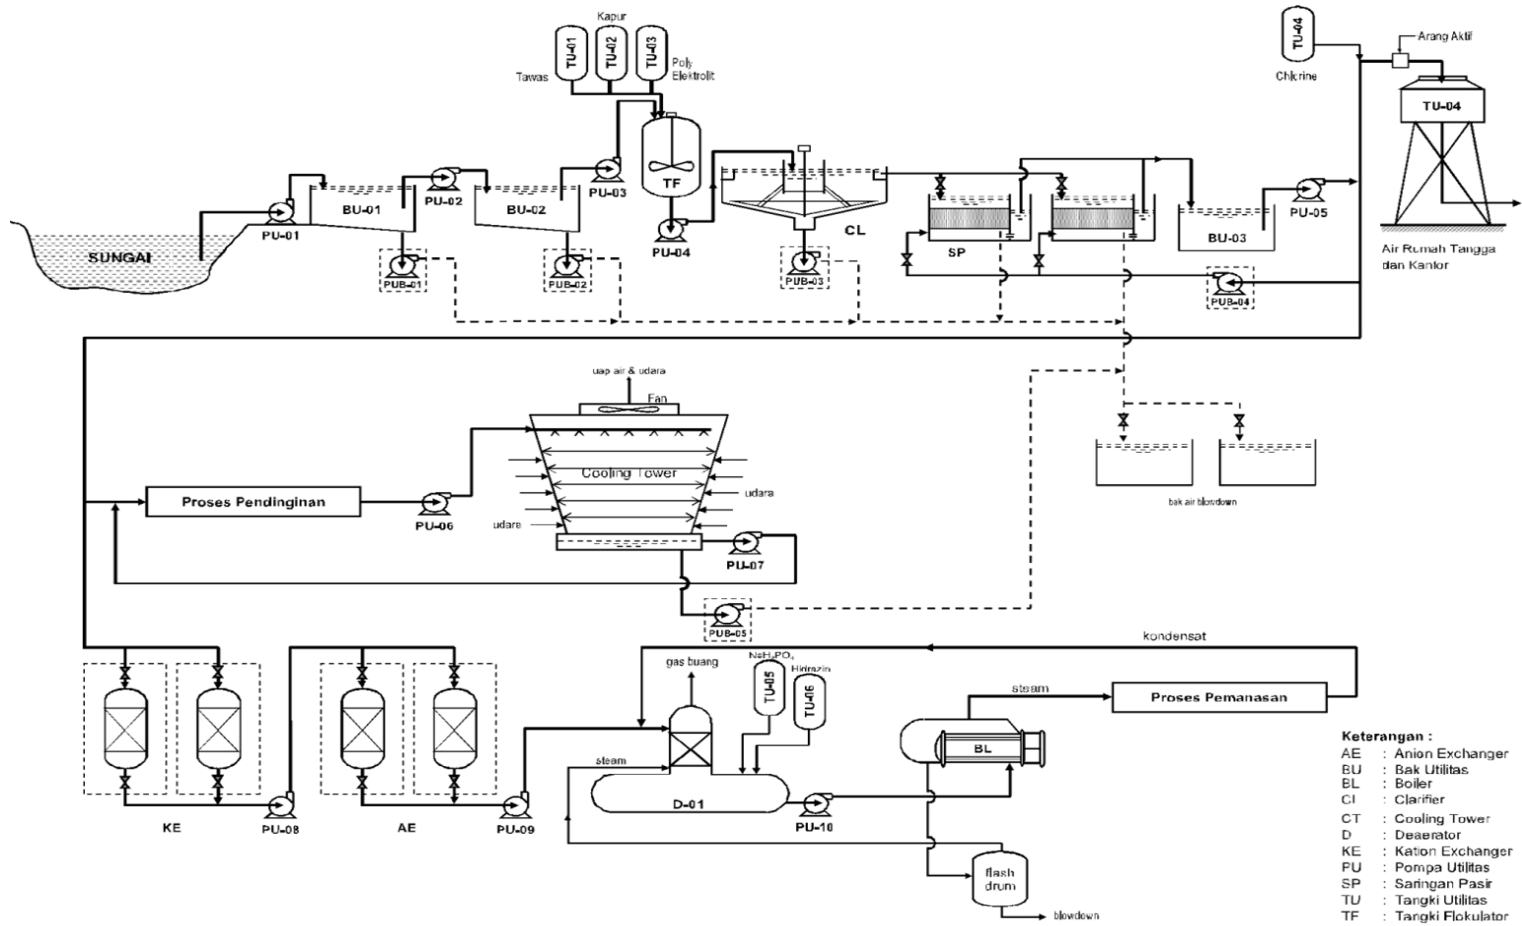 Kapur
TU-01
TU-02
TU-03
Tawas
Poly
Elektrolit
TU-04
Chlorine
Arang Aktif
TU-04
TF
SUNGAI
PU-01
BU-01
PU-02
BU-02
PU-03
PU-04
CL
SP
BU-03
PU-05
Air Rumah Tangga
dan Kantor
PUB-01
PUB-02
PUB-03
PUB-04
uap air & udara
Fan
Cooling Tower
udara
udara
Proses Pendinginan
PU-06
PU-07
PUB-05
bak air blowdown
kondensat
gas buang
NaH2PO4
Hidrazin
TU-05
TU-06
steam
Proses Pemanasan
BL
steam
D-01
PU-10
KE
PU-08
AE
PU-09
flash
drum
blowdown
Keterangan :
AE : Anion Exchanger
BU : Bak Utilitas
BL : Boiler
CL : Clarifier
CT : Cooling Tower
D : Deaerator
KE : Kation Exchanger
PU : Pompa Utilitas
SP : Saringan Pasir
TU : Tangki Utilitas
TF : Tangki Flokulator